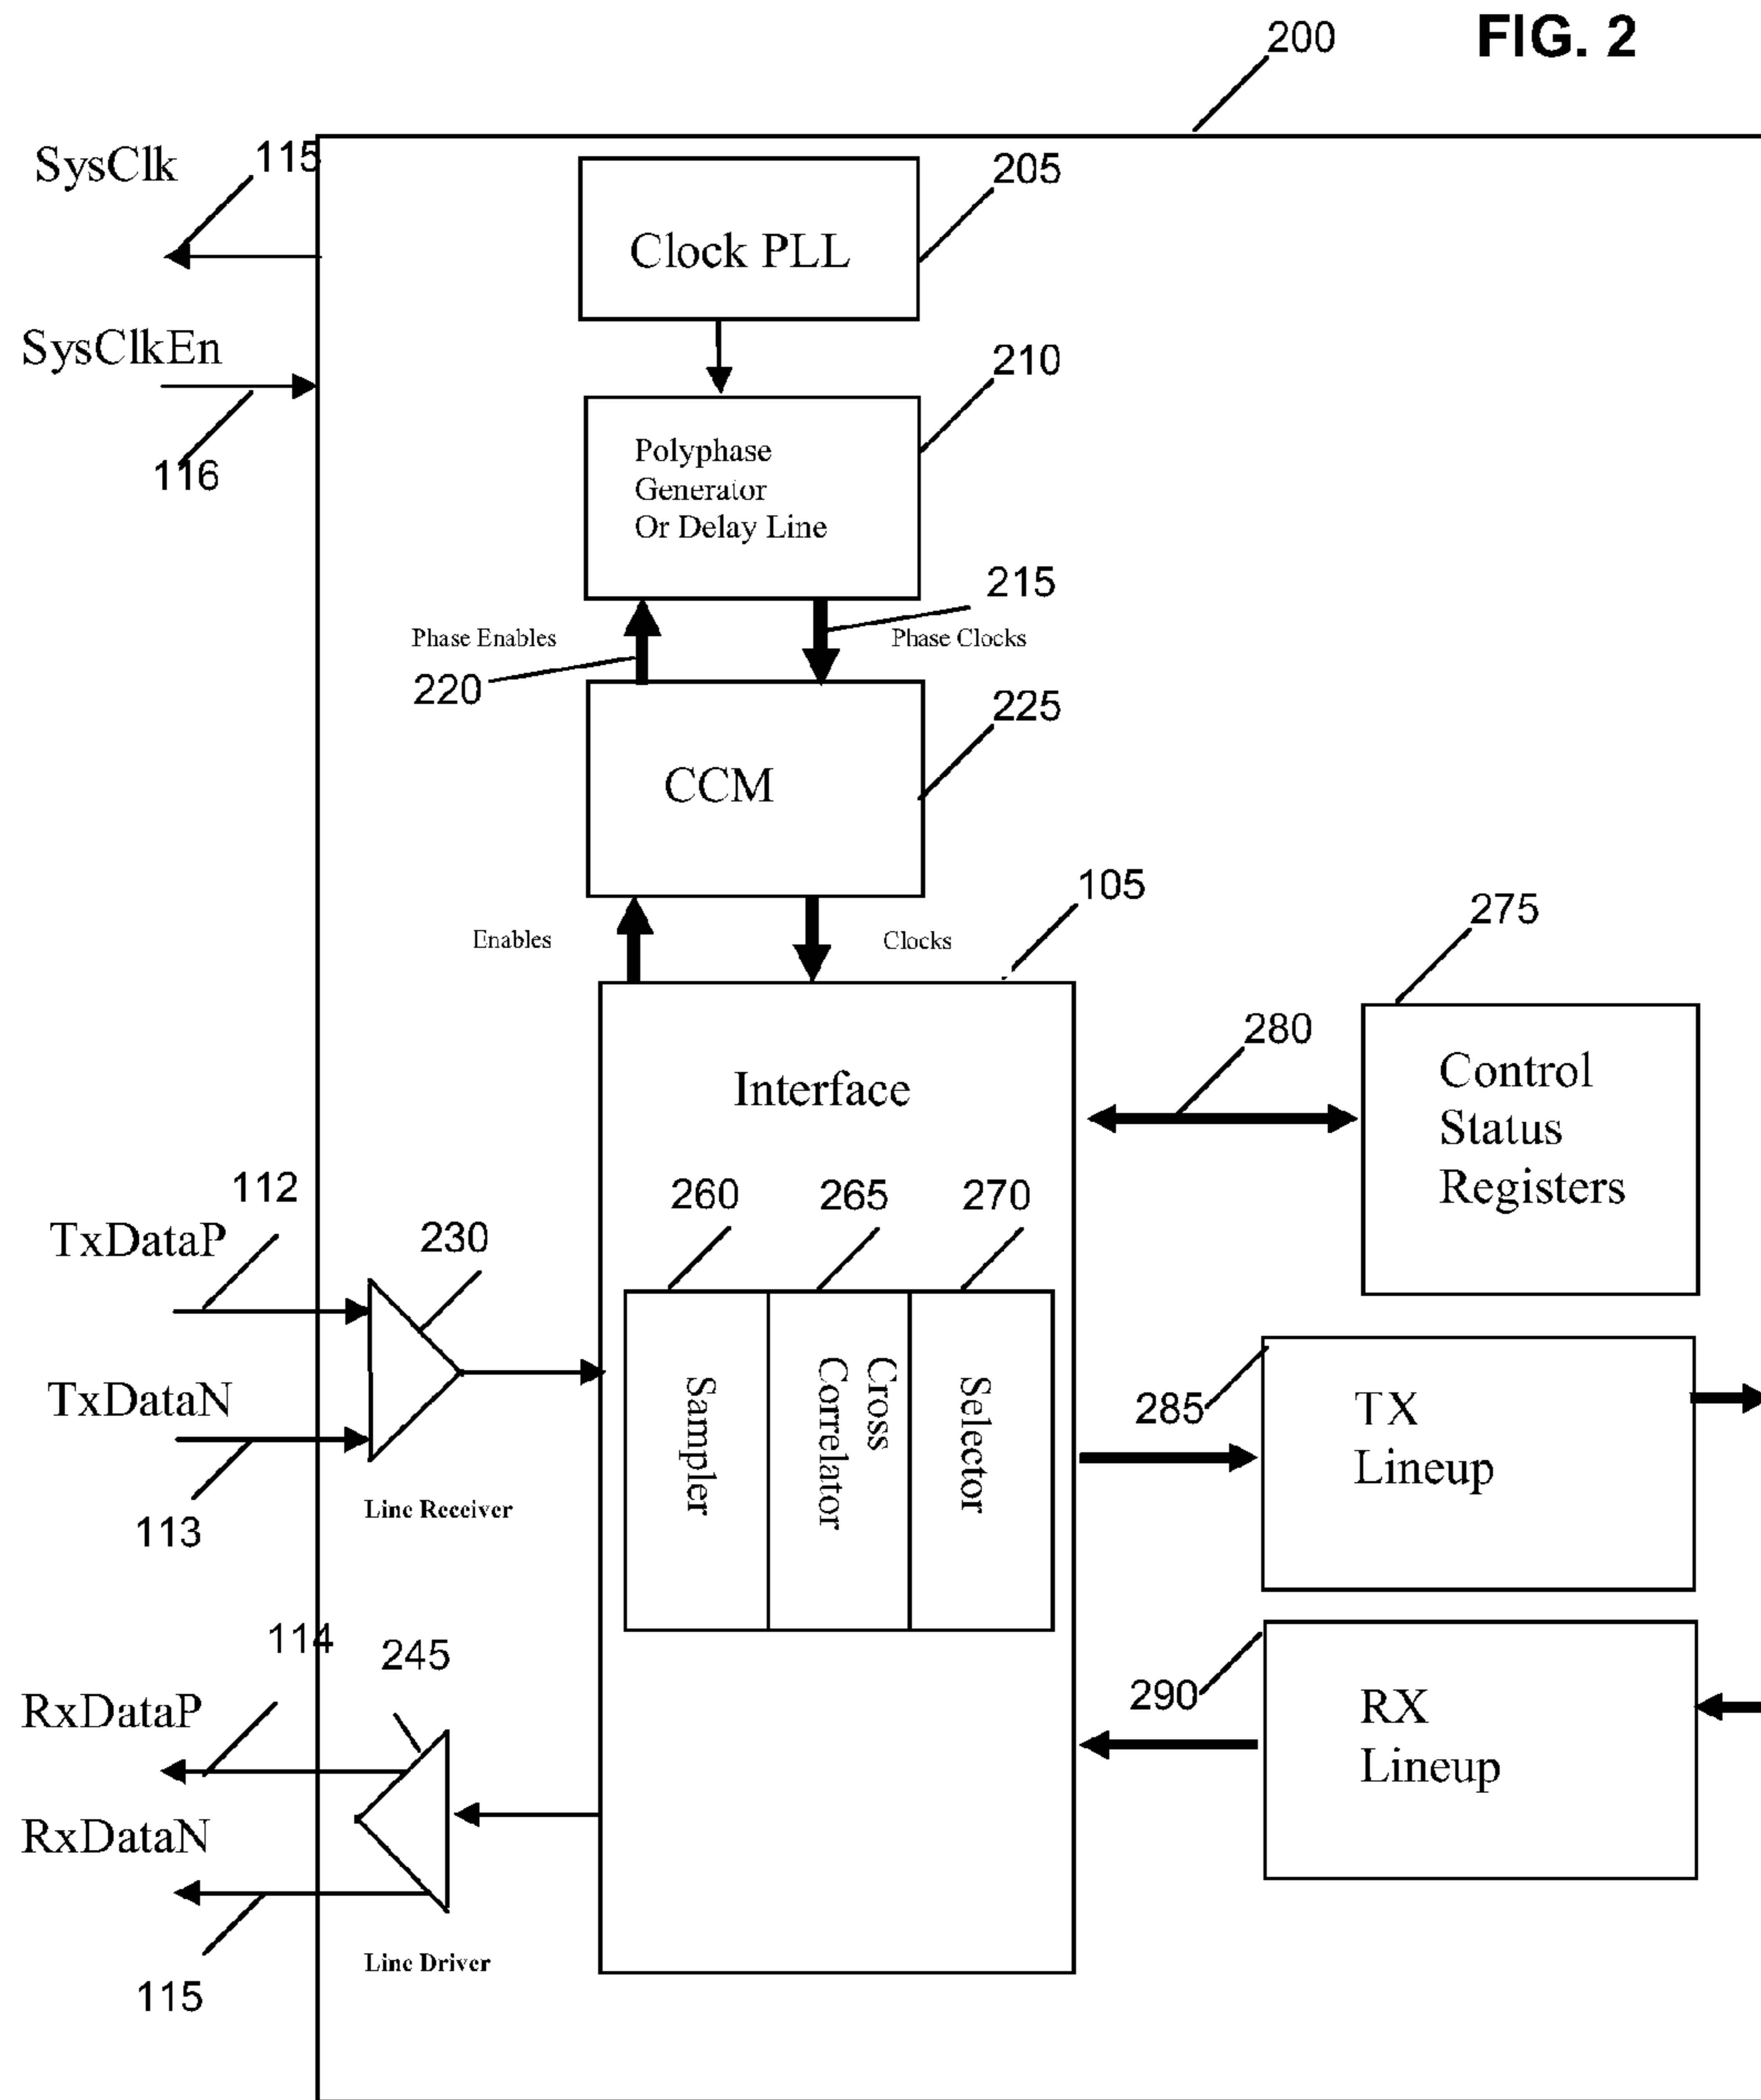 FIG. 2
200
SysClk
115
205
Clock PLL
SysClkEn
116
210
Polyphase
Generator
Or Delay Line
215
Phase Enables
Phase Clocks
220
225
CCM
105
Enables
Clocks
275
280
Interface
Control
Status
Registers
112
TxDataP
230
260
265
270
TxDataN
113
Line Receiver
Sampler
Cross
Correlator
Selector
285
TX
Lineup
114
245
RxDataP
290
RX
Lineup
RxDataN
115
Line Driver